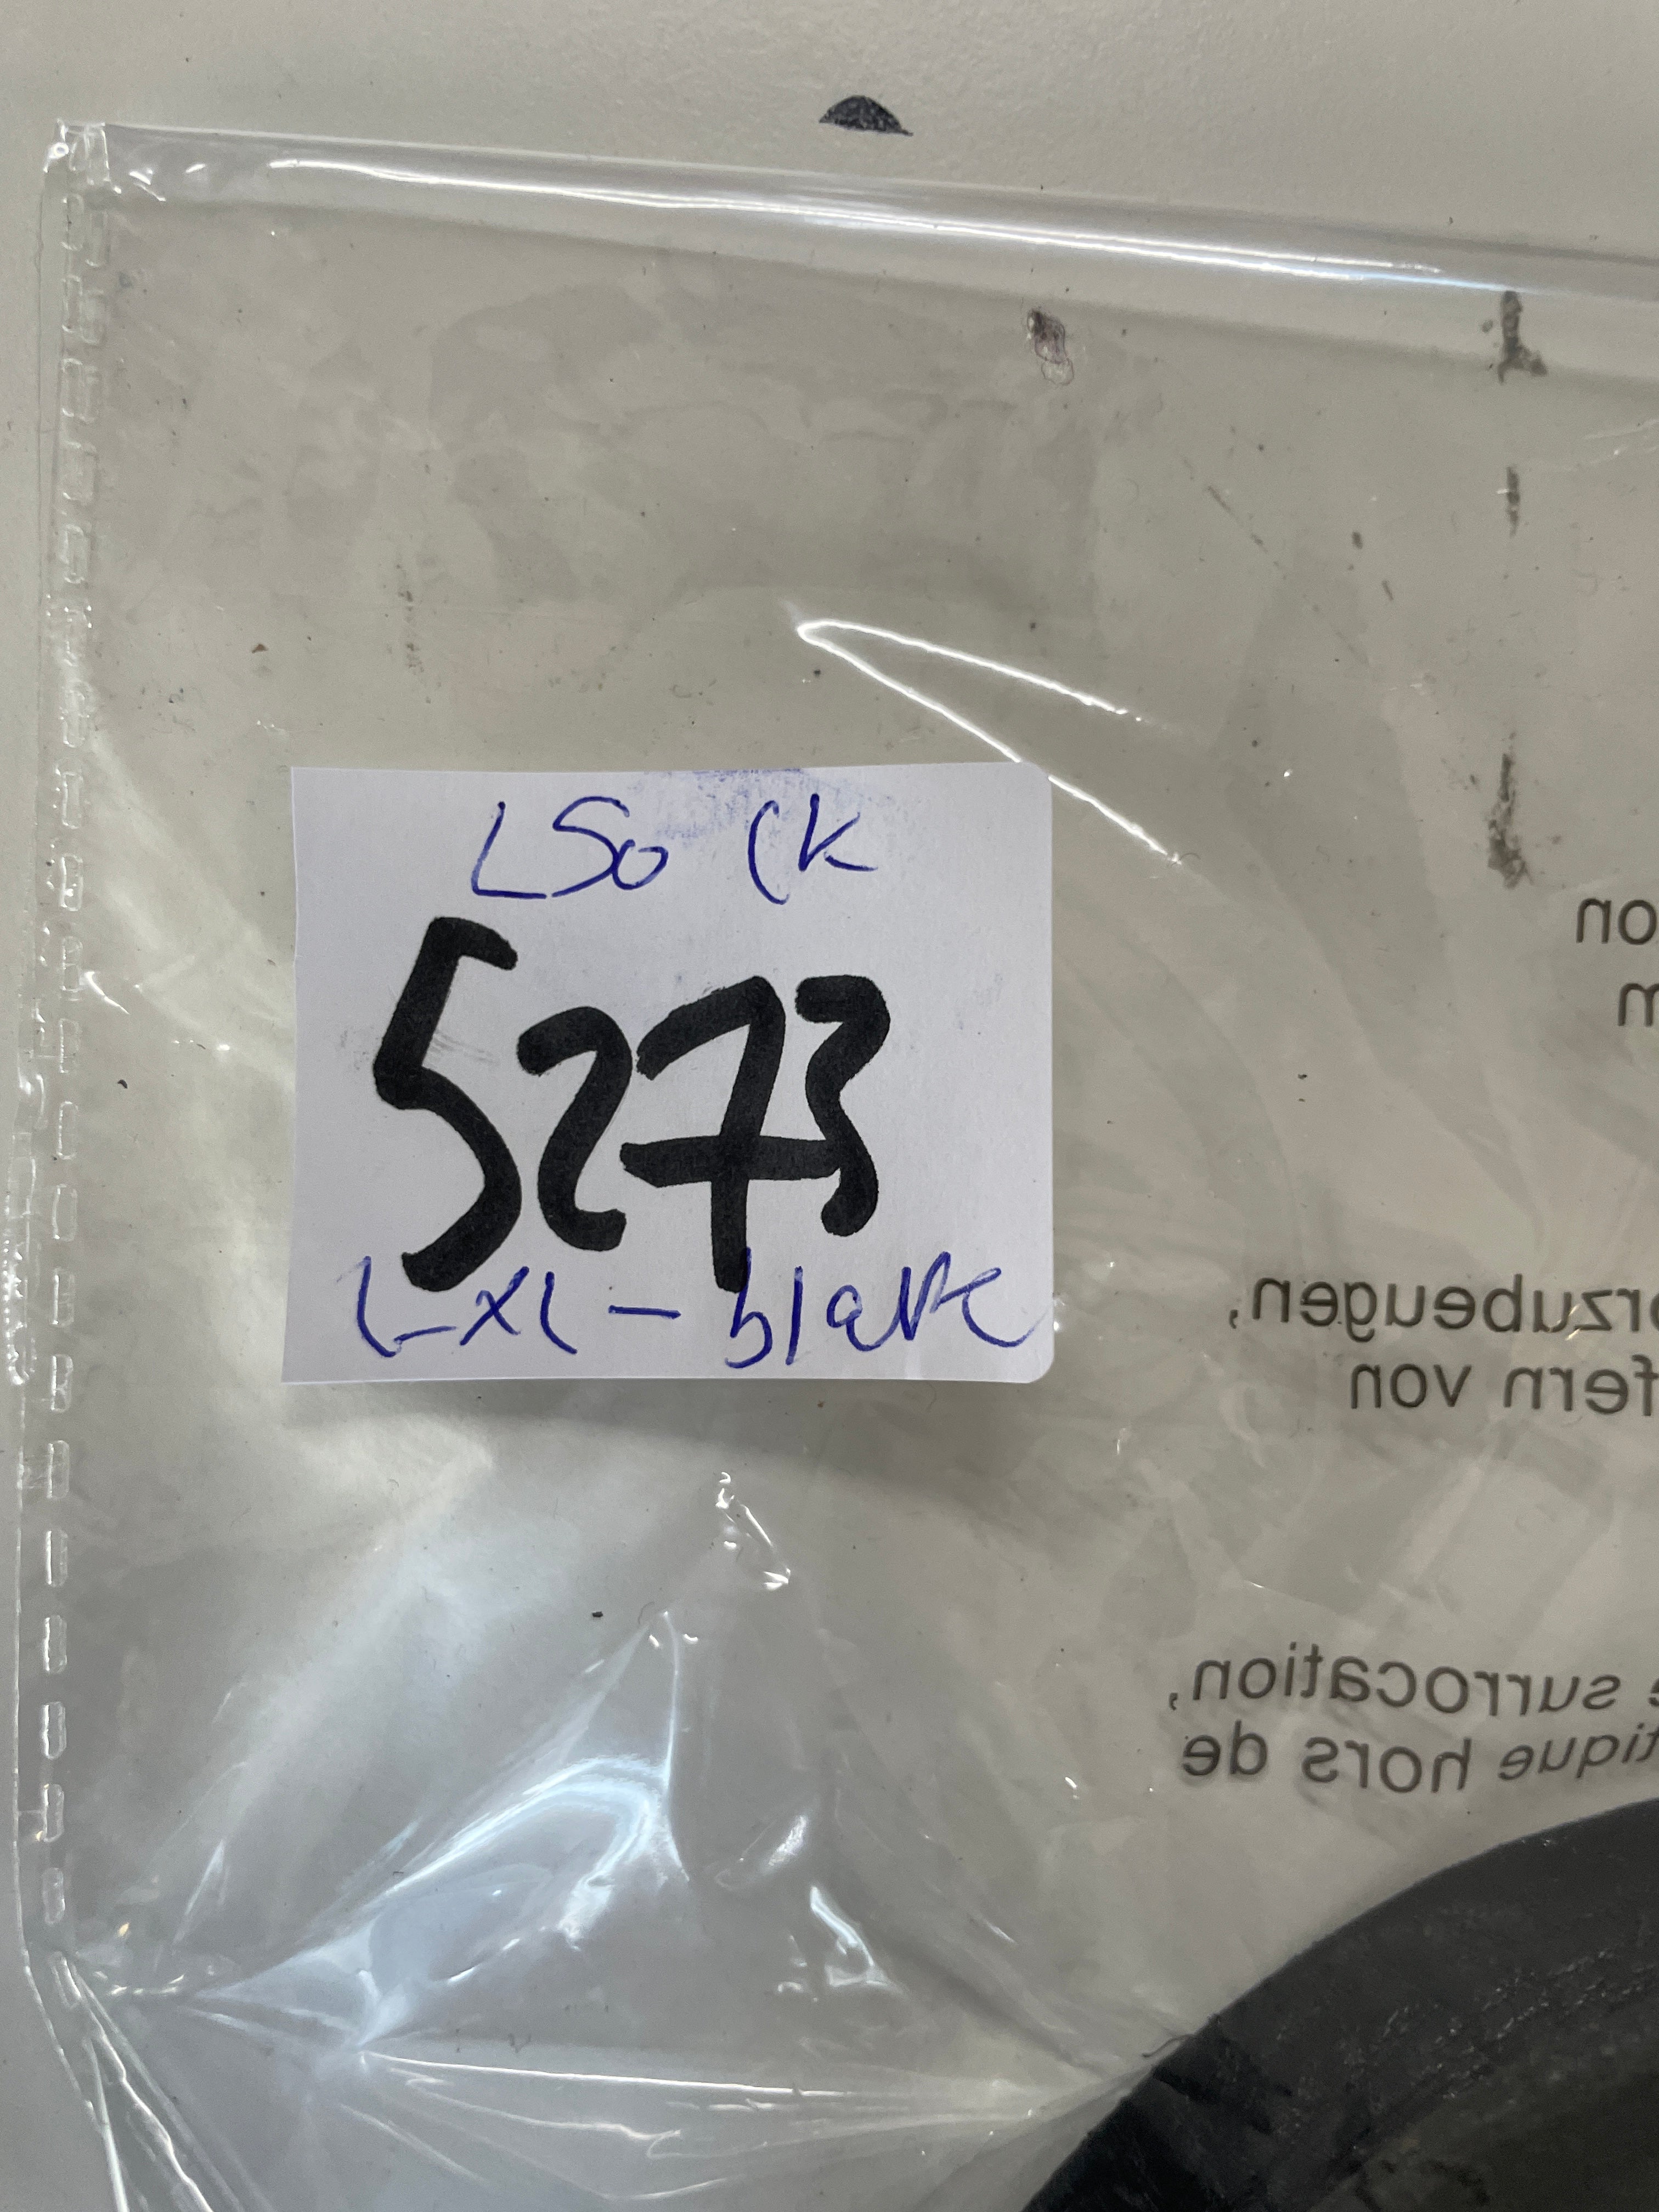 LSo CK
5273
L-XL - black
on
m
orzubeugen,
fern von
e surrocation,
tique hors de